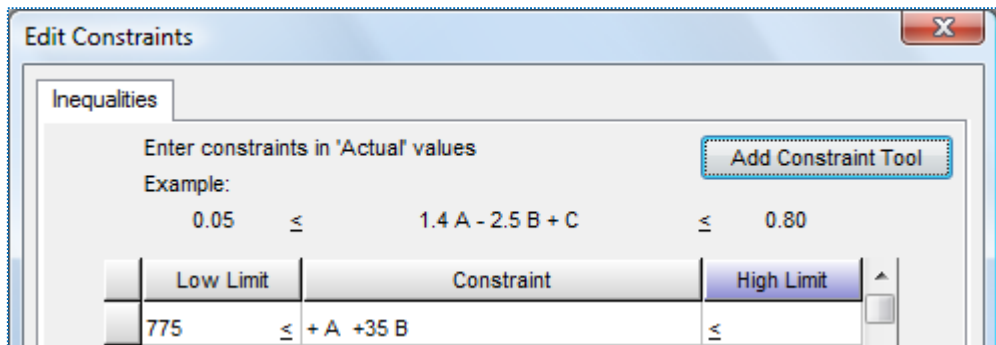 Edit Constraints
Inequalities
Enter constraints in 'Actual' values
Add Constraint Tool
Example:
0.05 ≤ 1.4 A - 2.5 B + C ≤ 0.80
Low Limit Constraint High Limit
775 ≤ + A +35 B ≤